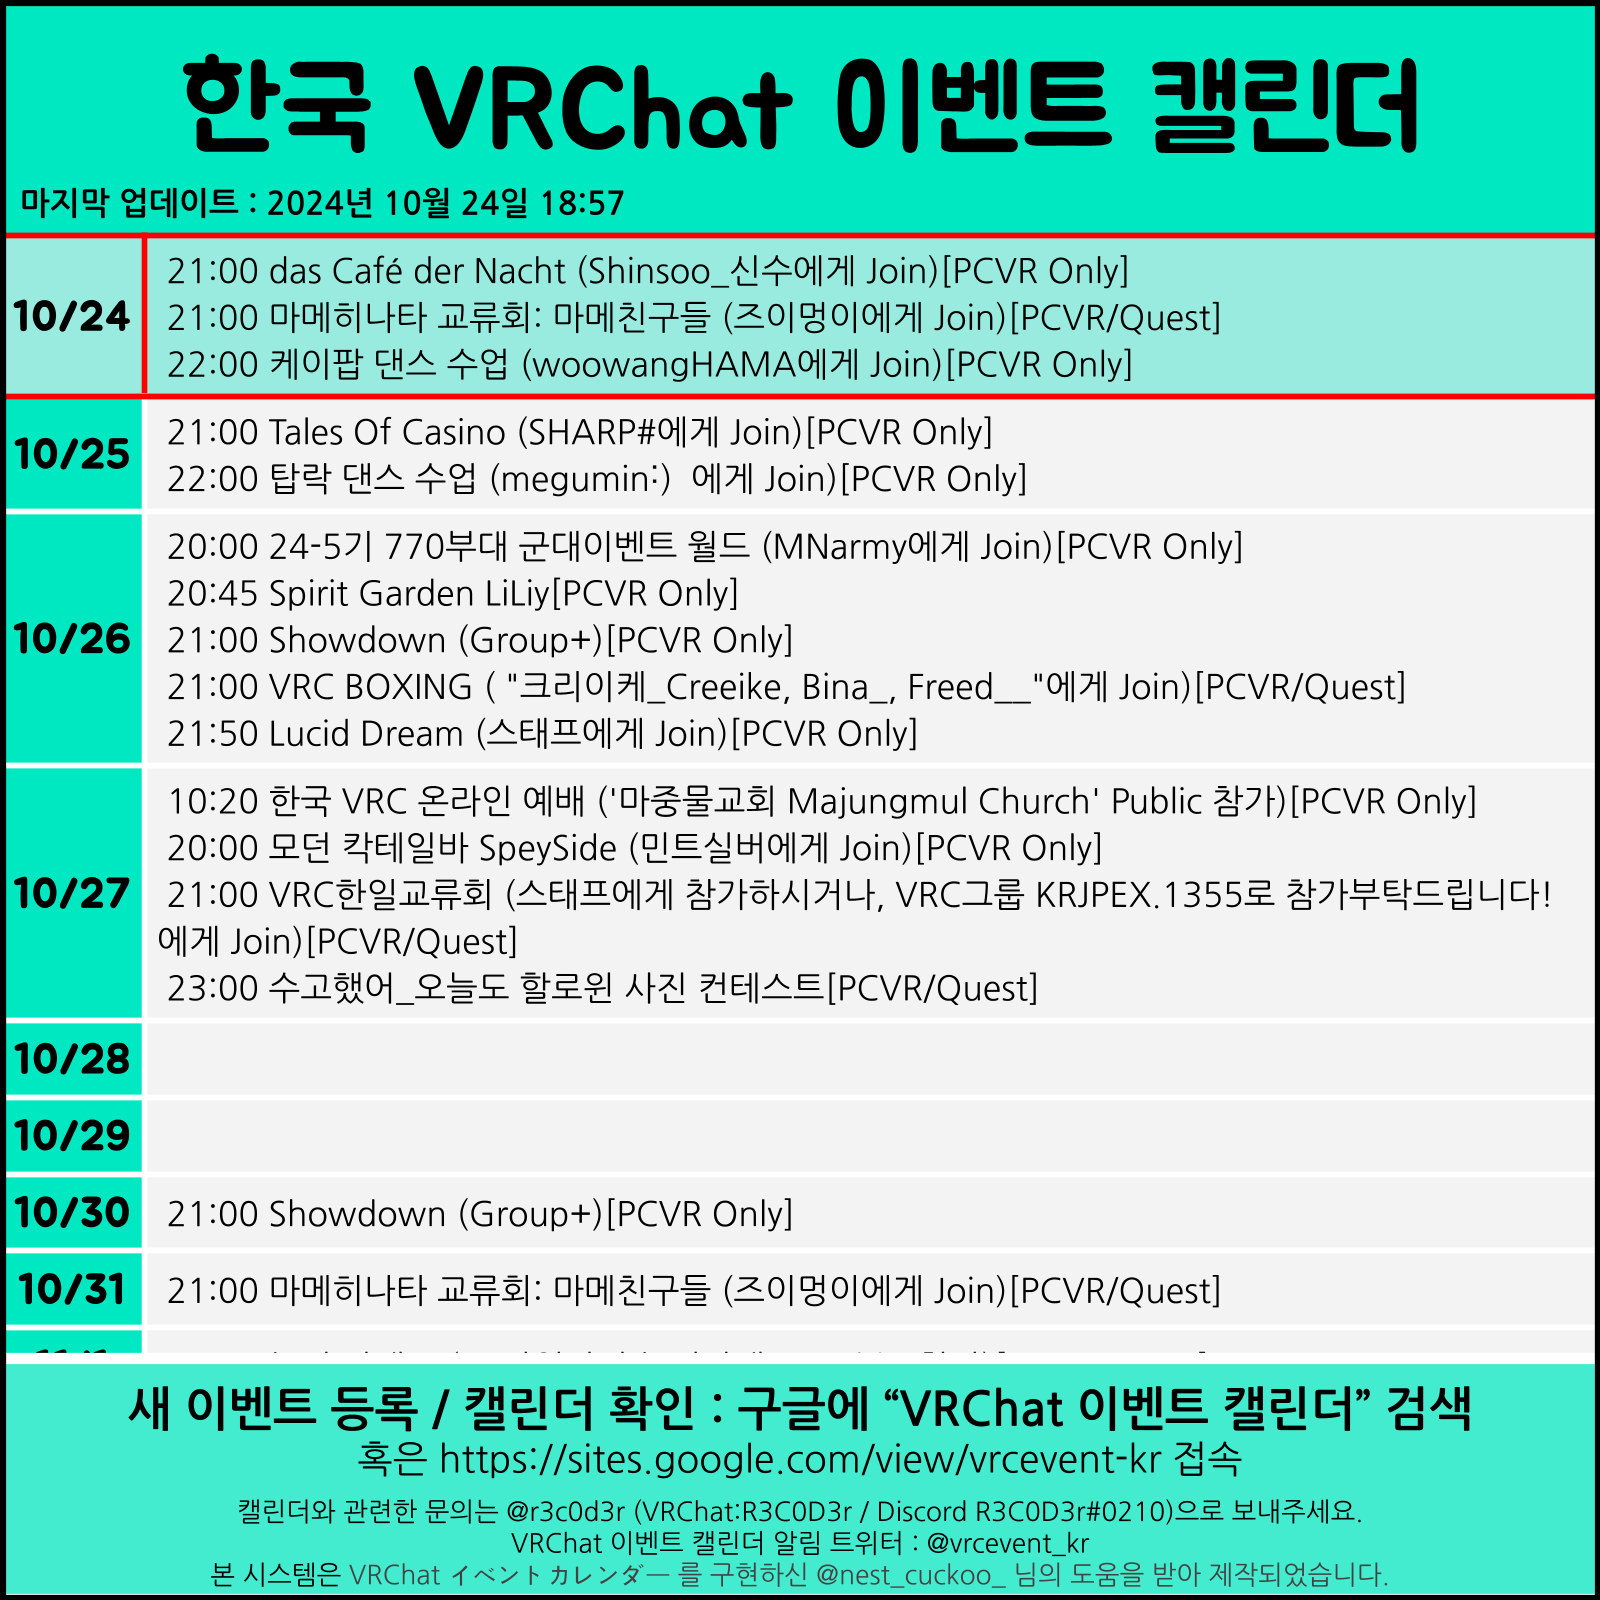 한국 VRChat 이벤트 캘린더
마지막 업데이트 : 2024년 10월 24일 18:57
10/24
21:00 das Café der Nacht (Shinsoo_신수에게 Join)[PCVR Only]
21:00 마메히나타 교류회: 마메친구들 (즈이멍이에게 Join)[PCVR/Quest]
22:00 케이팝 댄스 수업 (woowangHAMA에게 Join)[PCVR Only]
10/25
21:00 Tales Of Casino (SHARP#에게 Join)[PCVR Only]
22:00 탑락 댄스 수업 (megumin:)  에게 Join)[PCVR Only]
10/26
20:00 24-5기 770부대 군대이벤트 월드 (MNarmy에게 Join)[PCVR Only]
20:45 Spirit Garden LiLiy[PCVR Only]
21:00 Showdown (Group+)[PCVR Only]
21:00 VRC BOXING ( "크리이케_Creeike, Bina_, Freed__"에게 Join)[PCVR/Quest]
21:50 Lucid Dream (스태프에게 Join)[PCVR Only]
10/27
10:20 한국 VRC 온라인 예배 ('마중물교회 Majungmul Church' Public 참가)[PCVR Only]
20:00 모던 칵테일바 SpeySide (민트실버에게 Join)[PCVR Only]
21:00 VRC한일교류회 (스태프에게 참가하시거나, VRC그룹 KRJPEX.1355로 참가부탁드립니다!
에게 Join)[PCVR/Quest]
23:00 수고했어_오늘도 할로윈 사진 컨테스트[PCVR/Quest]
10/28
10/29
10/30
21:00 Showdown (Group+)[PCVR Only]
10/31
21:00 마메히나타 교류회: 마메친구들 (즈이멍이에게 Join)[PCVR/Quest]
새 이벤트 등록 / 캘린더 확인 : 구글에 “VRChat 이벤트 캘린더” 검색
혹은 https://sites.google.com/view/vrcevent-kr 접속
캘린더와 관련한 문의는 @r3c0d3r (VRChat:R3C0D3r / Discord R3C0D3r#0210)으로 보내주세요.
VRChat 이벤트 캘린더 알림 트위터 : @vrcevent_kr
본 시스템은 VRChat イベントカレンダー 를 구현하신 @nest_cuckoo_ 님의 도움을 받아 제작되었습니다.